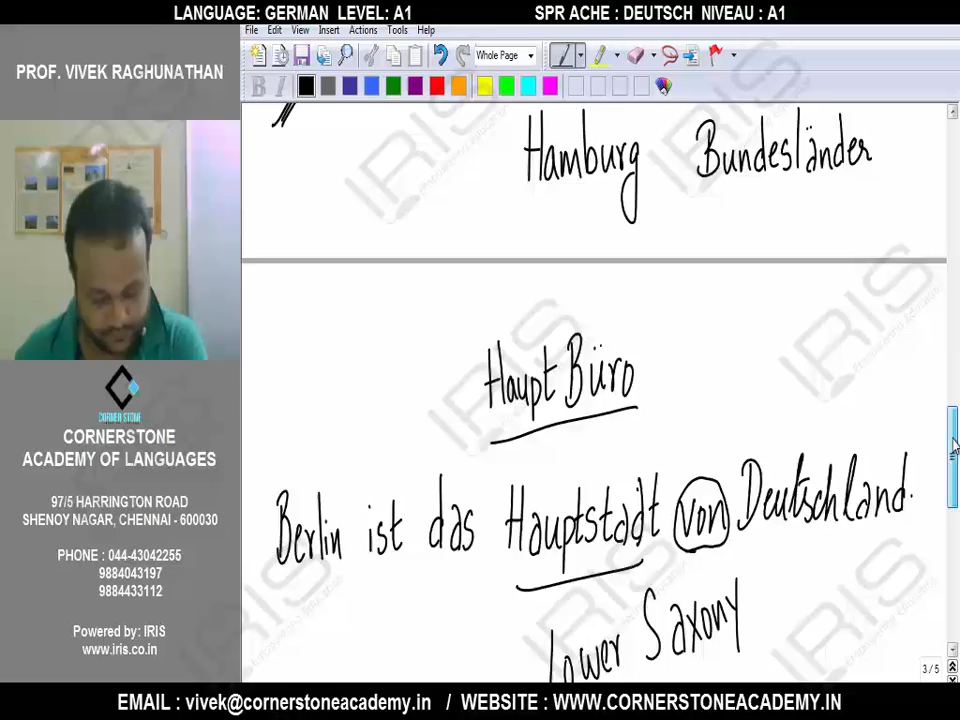 LANGUAGE: GERMAN LEVEL: A1 SPR ACHE : DEUTSCH NIVEAU : A1
PROF. VIVEK RAGHUNATHAN
File Edit View Insert Actions Tools Help
Whole Page
B I U
Hamburg Bundesländer
Haupt Büro
Berlin ist das Hauptstadt von Deutschland.
Lower Saxony
3/5
CORNER STONE
CORNERSTONE
ACADEMY OF LANGUAGES
97/5 HARRINGTON ROAD
SHENOY NAGAR, CHENNAI - 600030
PHONE : 044-43042255
9884043197
9884433112
Powered by: IRIS
www.iris.co.in
IRIS
EMAIL : vivek@cornerstoneacademy.in / WEBSITE : WWW.CORNERSTONEACADEMY.IN